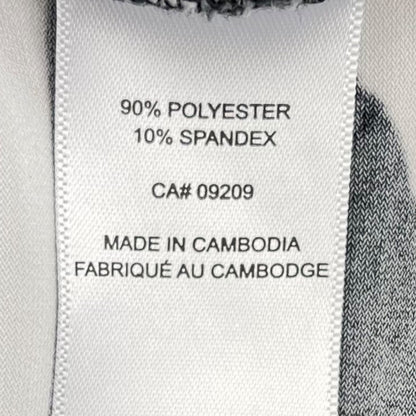 90% POLYESTER
10% SPANDEX
CA# 09209
MADE IN CAMBODIA
FABRIQUÉ AU CAMBODGE